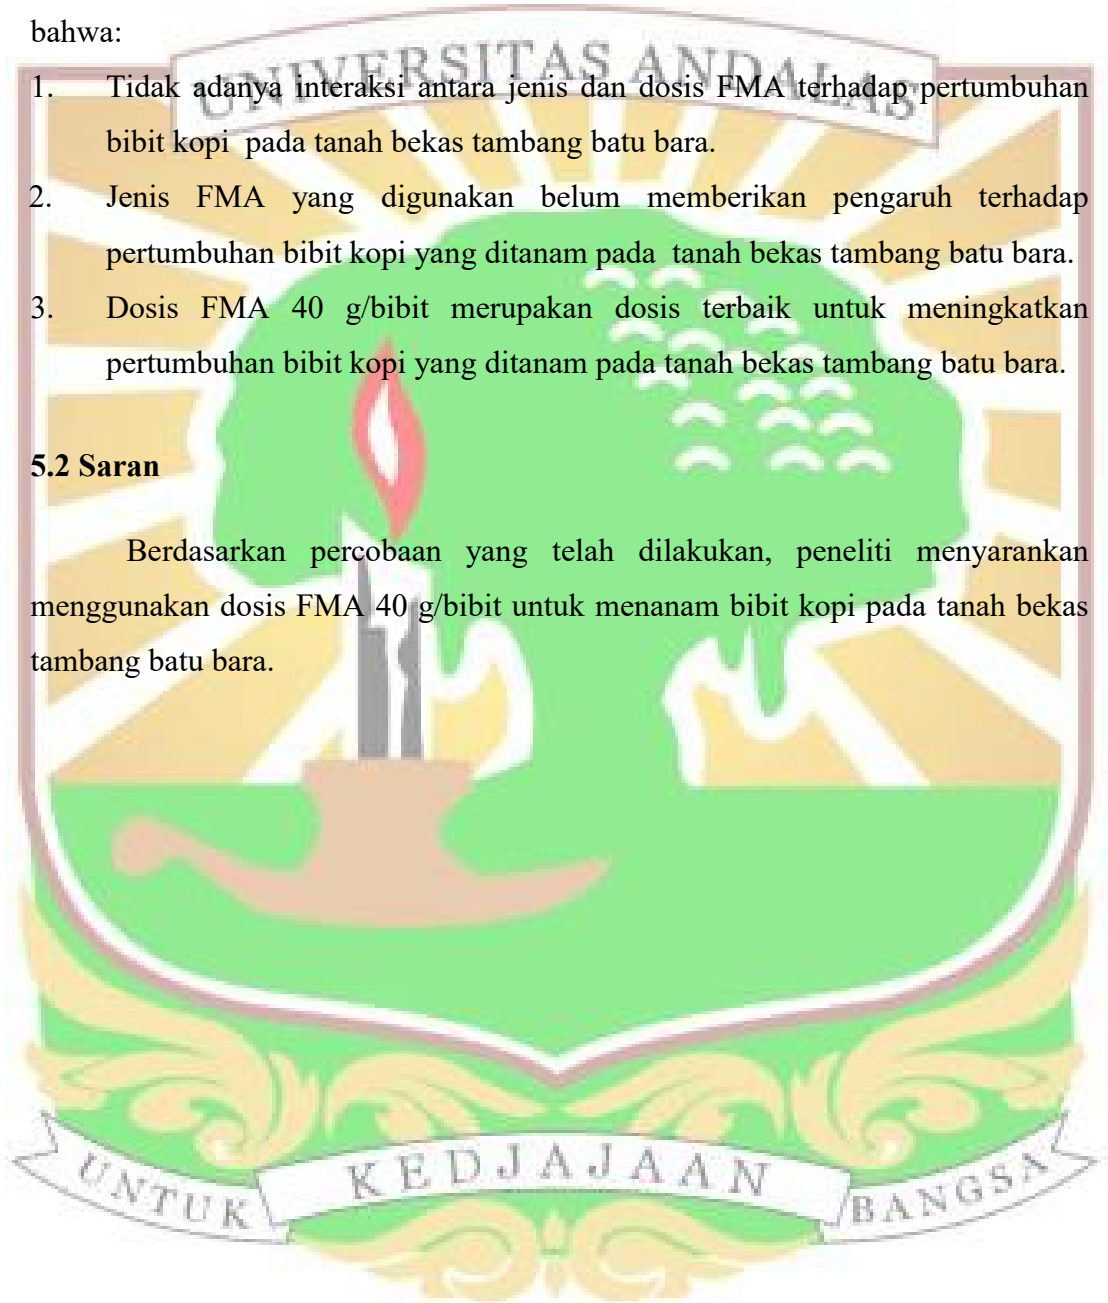 bahwa:
UNIVERSITAS ANDALAS
1. Tidak adanya interaksi antara jenis dan dosis FMA terhadap pertumbuhan
bibit kopi pada tanah bekas tambang batu bara.
2. Jenis FMA yang digunakan belum memberikan pengaruh terhadap
pertumbuhan bibit kopi yang ditanam pada tanah bekas tambang batu bara.
3. Dosis FMA 40 g/bibit merupakan dosis terbaik untuk meningkatkan
pertumbuhan bibit kopi yang ditanam pada tanah bekas tambang batu bara.
5.2 Saran
Berdasarkan percobaan yang telah dilakukan, peneliti menyarankan
menggunakan dosis FMA 40 g/bibit untuk menanam bibit kopi pada tanah bekas
tambang batu bara.
UNTUK KEDJAJAAN BANGSA